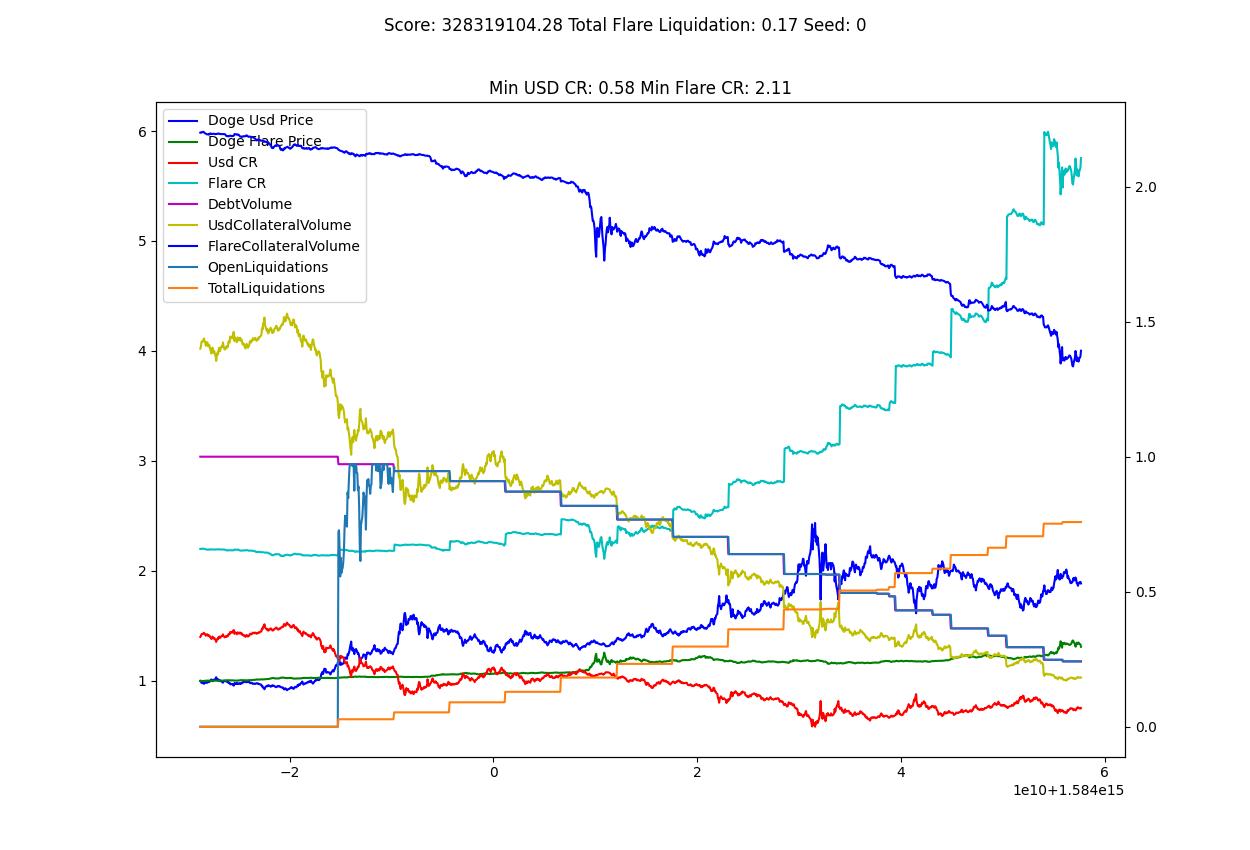 Score: 328319104.28 Total Flare Liquidation: 0.17 Seed: 0
Min USD CR: 0.58 Min Flare CR: 2.11
Doge Usd Price
Doge Flare Price
Usd CR
Flare CR
DebtVolume
UsdCollateralVolume
FlareCollateralVolume
OpenLiquidations
TotalLiquidations
6
5
4
3
2
1
2.0
1.5
1.0
0.5
0.0
−2
0
2
4
6
1e10+1.584e15